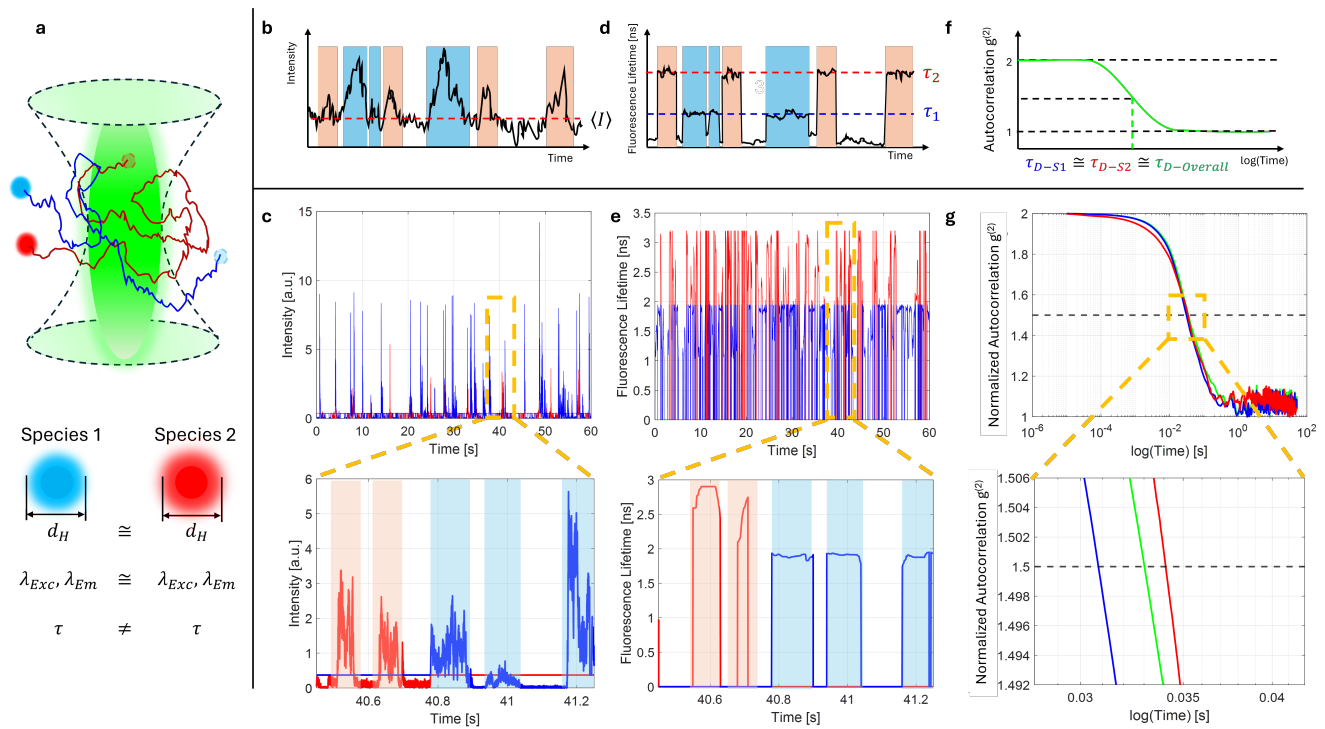 a
Species 1
Species 2
d_H ≅ d_H
λ_Exc, λ_Em ≅ λ_Exc, λ_Em
τ ≠ τ
b
Intensity
⟨I⟩
Time
d
Fluorescence Lifetime [ns]
3
τ_2
τ_1
Time
f
Autocorrelation g^(2)
2
1
log(Time)
τ_D−S1 ≅ τ_D−S2 ≅ τ_D−Overall
c
Intensity [a.u.]
15
10
5
0
0 10 20 30 40 50 60
Time [s]
Intensity [a.u.]
6
5
4
3
2
1
0
40.6 40.8 41 41.2
Time [s]
e
Fluorescence Lifetime [ns]
3.5
3
2.5
2
1.5
1
0.5
0
0 10 20 30 40 50 60
Time [s]
Fluorescence Lifetime [ns]
3
2.5
2
1.5
1
0.5
0
40.6 40.8 41 41.2
Time [s]
g
Normalized Autocorrelation g^(2)
2
1.8
1.6
1.4
1.2
1
10^-6 10^-4 10^-2 10^0 10^2
log(Time) [s]
Normalized Autocorrelation g^(2)
1.506
1.504
1.502
1.5
1.498
1.496
1.494
1.492
0.03 0.035 0.04
log(Time) [s]